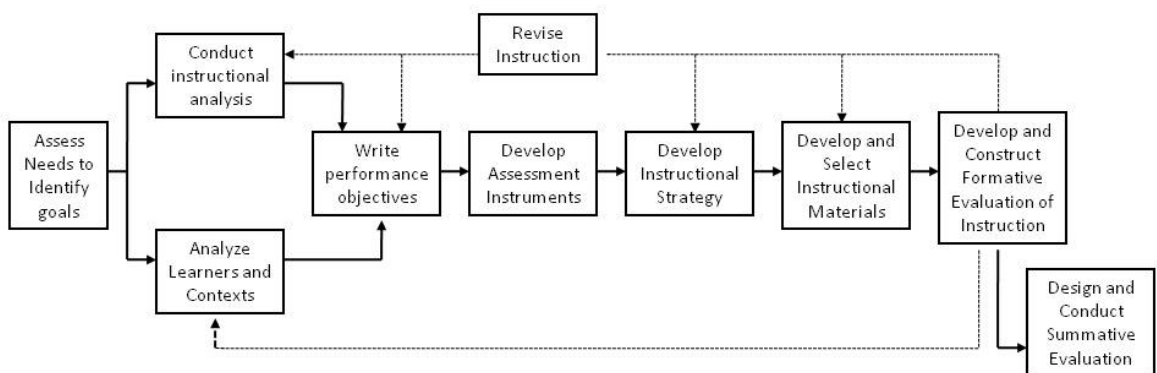 Revise
Instruction
Conduct
instructional
analysis
Assess
Needs to
Identify
goals
Analyze
Learners and
Contexts
Write
performance
objectives
Develop
Assessment
Instruments
Develop
Instructional
Strategy
Develop and
Select
Instructional
Materials
Develop and
Construct
Formative
Evaluation of
Instruction
Design and
Conduct
Summative
Evaluation